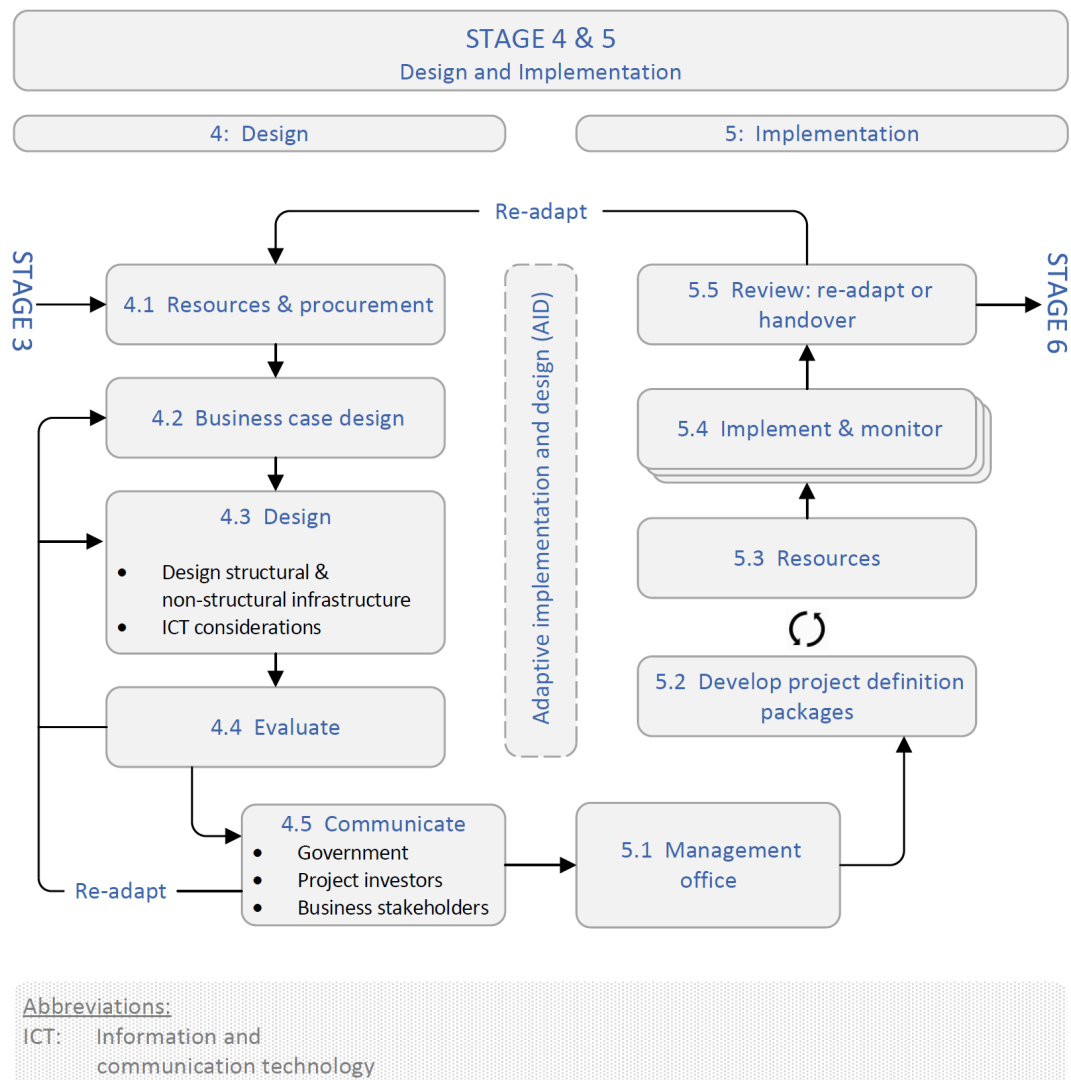 STAGE 4 & 5
Design and Implementation
4:  Design
5:  Implementation
Re-adapt
STAGE 3
4.1  Resources & procurement
4.2  Business case design
4.3  Design
• Design structural &
non-structural infrastructure
• ICT considerations
4.4  Evaluate
4.5  Communicate
• Government
• Project investors
• Business stakeholders
Re-adapt
Adaptive implementation and design (AID)
5.5  Review: re-adapt or
handover
STAGE 6
5.4  Implement & monitor
5.3  Resources
5.2  Develop project definition
packages
5.1  Management
office
Abbreviations:
ICT: Information and
communication technology